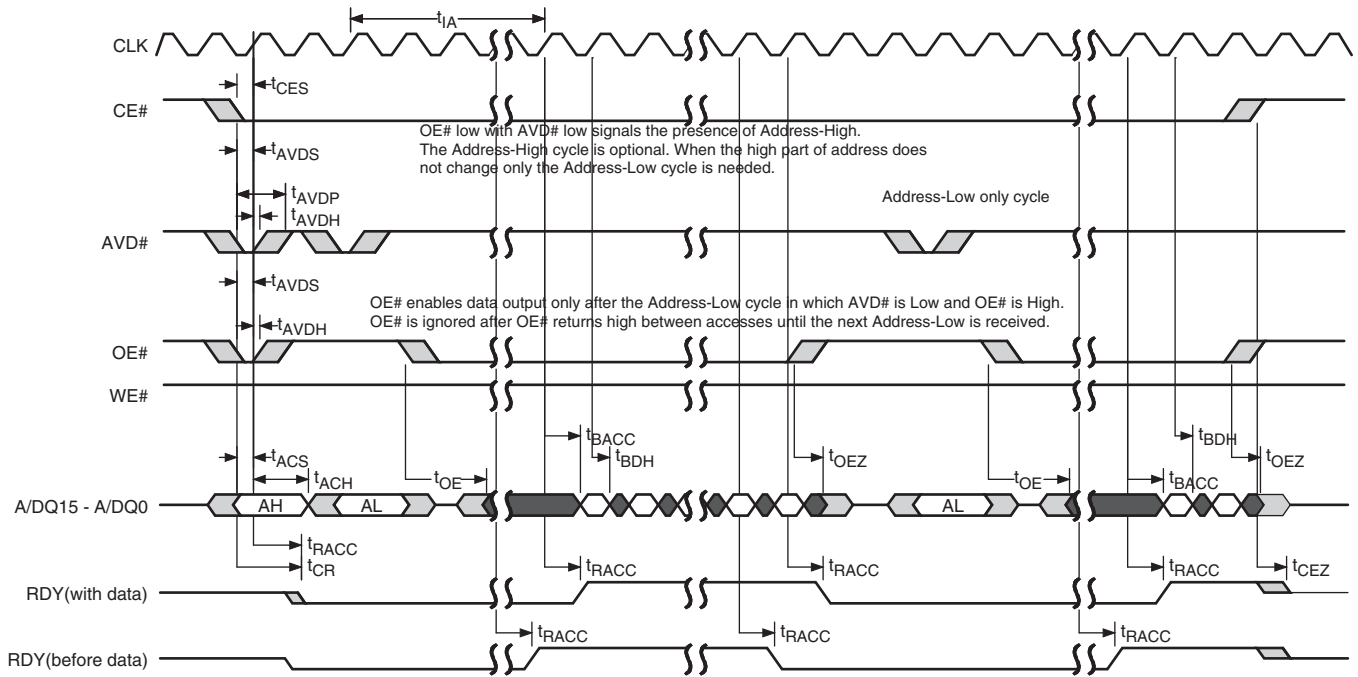 tIA
CLK
tCES
CE#
OE# low with AVD# low signals the presence of Address-High.
The Address-High cycle is optional. When the high part of address does
not change only the Address-Low cycle is needed.
tAVDS
tAVDP
Address-Low only cycle
tAVDH
AVD#
tAVDS
OE# enables data output only after the Address-Low cycle in which AVD# is Low and OE# is High.
OE# is ignored after OE# returns high between accesses until the next Address-Low is received.
tAVDH
OE#
WE#
tBACC
tBDH
tACS
tBDH
tOEZ
tOEZ
tACH
tOE
tOE
tBACC
A/DQ15 - A/DQ0
AH
AL
AL
tRACC
tCR
tRACC
tRACC
tRACC
tCEZ
RDY(with data)
tRACC
tRACC
tRACC
RDY(before data)